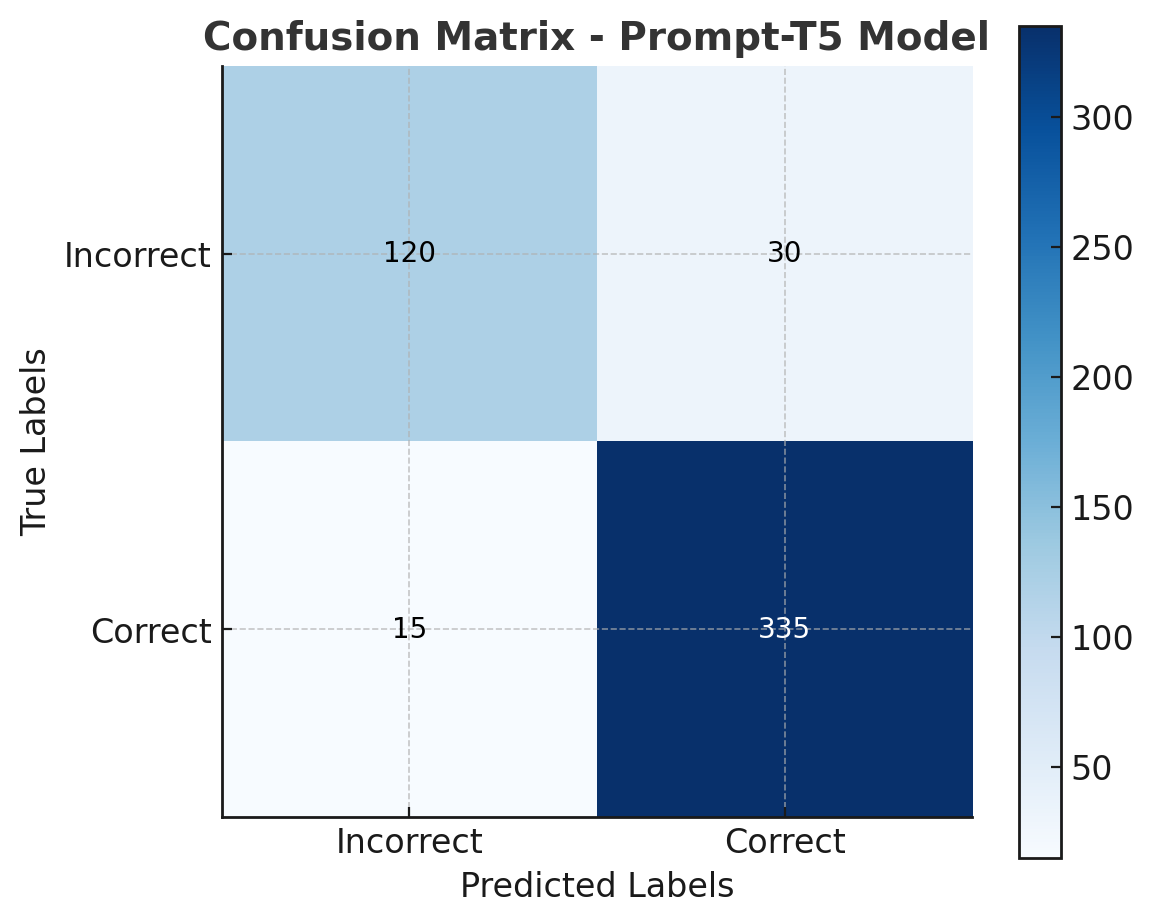 Confusion Matrix - Prompt-T5 Model
Incorrect
120
30
Correct
15
335
Incorrect
Correct
Predicted Labels
True Labels
300
250
200
150
100
50